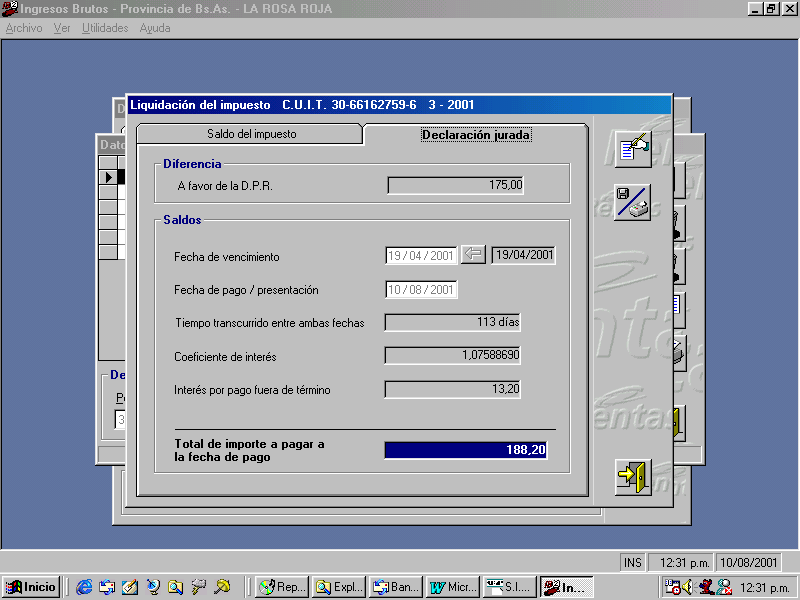 Ingresos Brutos - Provincia de Bs.As. - LA ROSA ROJA
Archivo Ver Utilidades Ayuda
Liquidación del impuesto C.U.I.T. 30-66162759-6 3 - 2001
Dato
Saldo del impuesto
Declaración jurada
Diferencia
A favor de la D.P.R. 175,00
Saldos
Fecha de vencimiento 19/04/2001 19/04/2001
Fecha de pago / presentación 10/08/2001
Tiempo transcurrido entre ambas fechas 113 días
Coeficiente de interés 1,07588690
De
Interés por pago fuera de término 13,20
Total de importe a pagar a
la fecha de pago 188,20
INS 12:31 p.m. 10/08/2001
Inicio Rep... Expl... Ban... Micr... S.I.... In... 12:31 p.m.